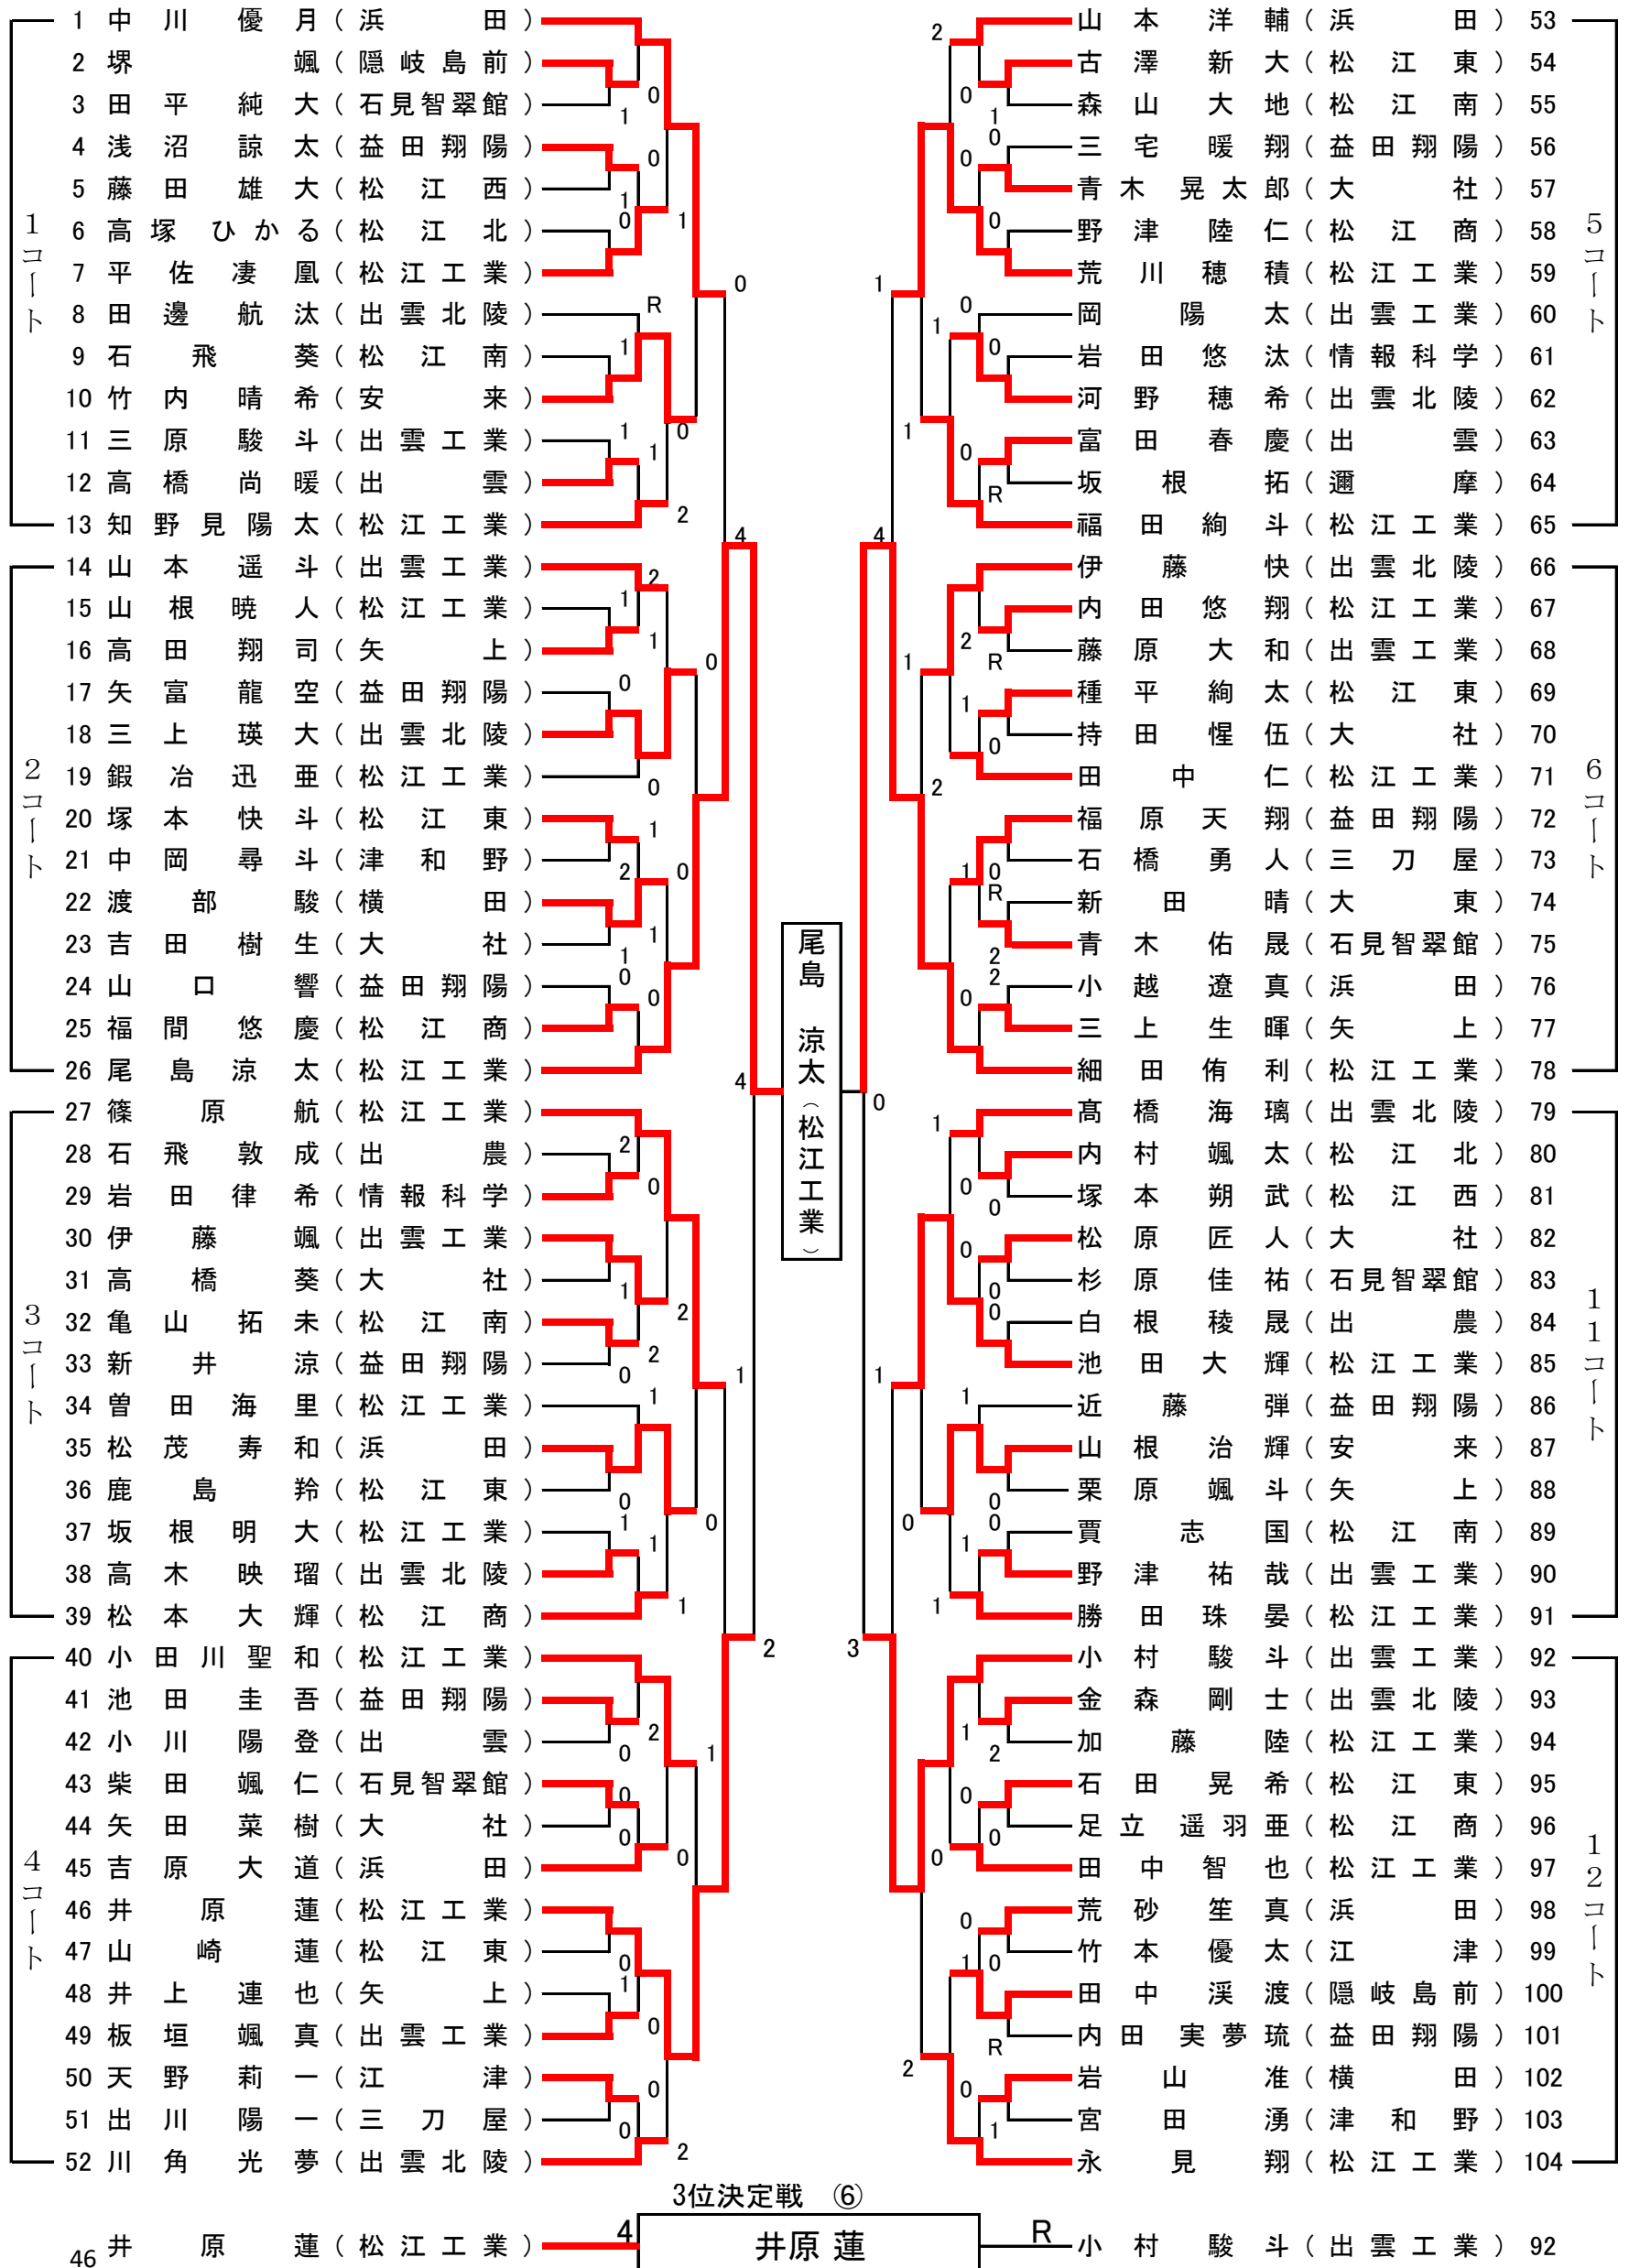 1 中川優月（浜田）
2 堺颯（隠岐島前）
3 田平純大（石見智翠館）
4 浅沼諒太（益田翔陽）
5 藤田雄大（松江西）
6 高塚ひかる（松江北）
7 平佐凄凰（松江工業）
8 田邊航汰（出雲北陵）
9 石飛葵（松江南）
10 竹内晴希（安来）
11 三原駿斗（出雲工業）
12 高橋尚暖（出雲）
13 知野見陽太（松江工業）
1コート
14 山本遥斗（出雲工業）
15 山根暁人（松江工業）
16 高田翔司（矢上）
17 矢富龍空（益田翔陽）
18 三上瑛大（出雲北陵）
19 鍜冶迅亜（松江工業）
20 塚本快斗（松江東）
21 中岡尋斗（津和野）
22 渡部駿（横田）
23 吉田樹生（大社）
24 山口響（益田翔陽）
25 福間悠慶（松江商）
26 尾島涼太（松江工業）
2コート
27 篠原航（松江工業）
28 石飛敦成（出農）
29 岩田律希（情報科学）
30 伊藤颯（出雲工業）
31 高橋葵（大社）
32 亀山拓未（松江南）
33 新井涼（益田翔陽）
34 曽田海里（松江工業）
35 松茂寿和（浜田）
36 鹿島羚（松江東）
37 坂根明大（松江工業）
38 高木映瑠（出雲北陵）
39 松本大輝（松江商）
3コート
40 小田川聖和（松江工業）
41 池田圭吾（益田翔陽）
42 小川陽登（出雲）
43 柴田颯仁（石見智翠館）
44 矢田菜樹（大社）
45 吉原大道（浜田）
46 井原蓮（松江工業）
47 山崎蓮（松江東）
48 井上連也（矢上）
49 板垣颯真（出雲工業）
50 天野莉一（江津）
51 出川陽一（三刀屋）
52 川角光夢（出雲北陵）
4コート
尾島 涼太（松江工業）
山本洋輔（浜田）53
古澤新大（松江東）54
森山大地（松江南）55
三宅暖翔（益田翔陽）56
青木晃太郎（大社）57
野津陸仁（松江商）58
荒川穂積（松江工業）59
岡陽太（出雲工業）60
岩田悠汰（情報科学）61
河野穂希（出雲北陵）62
富田春慶（出雲）63
坂根拓（邇摩）64
福田絢斗（松江工業）65
5コート
伊藤快（出雲北陵）66
内田悠翔（松江工業）67
藤原大和（出雲工業）68
種平絢太（松江東）69
持田惺伍（大社）70
田中仁（松江工業）71
福原天翔（益田翔陽）72
石橋勇人（三刀屋）73
新田晴（大東）74
青木佑晟（石見智翠館）75
小越遼真（浜田）76
三上生暉（矢上）77
細田侑利（松江工業）78
6コート
髙橋海璃（出雲北陵）79
内村颯太（松江北）80
塚本朔武（松江西）81
松原匠人（大社）82
杉原佳祐（石見智翠館）83
白根稜晟（出農）84
池田大輝（松江工業）85
近藤弾（益田翔陽）86
山根治輝（安来）87
栗原颯斗（矢上）88
賈志国（松江南）89
野津祐哉（出雲工業）90
勝田珠晏（松江工業）91
11コート
小村駿斗（出雲工業）92
金森剛士（出雲北陵）93
加藤陸（松江工業）94
石田晃希（松江東）95
足立遥羽亜（松江商）96
田中智也（松江工業）97
荒砂笙真（浜田）98
竹本優太（江津）99
田中渓渡（隠岐島前）100
内田実夢琉（益田翔陽）101
岩山准（横田）102
宮田湧（津和野）103
永見翔（松江工業）104
12コート
3位決定戦 ⑥
46 井原蓮（松江工業） 4 井原 蓮 R 小村駿斗（出雲工業）92